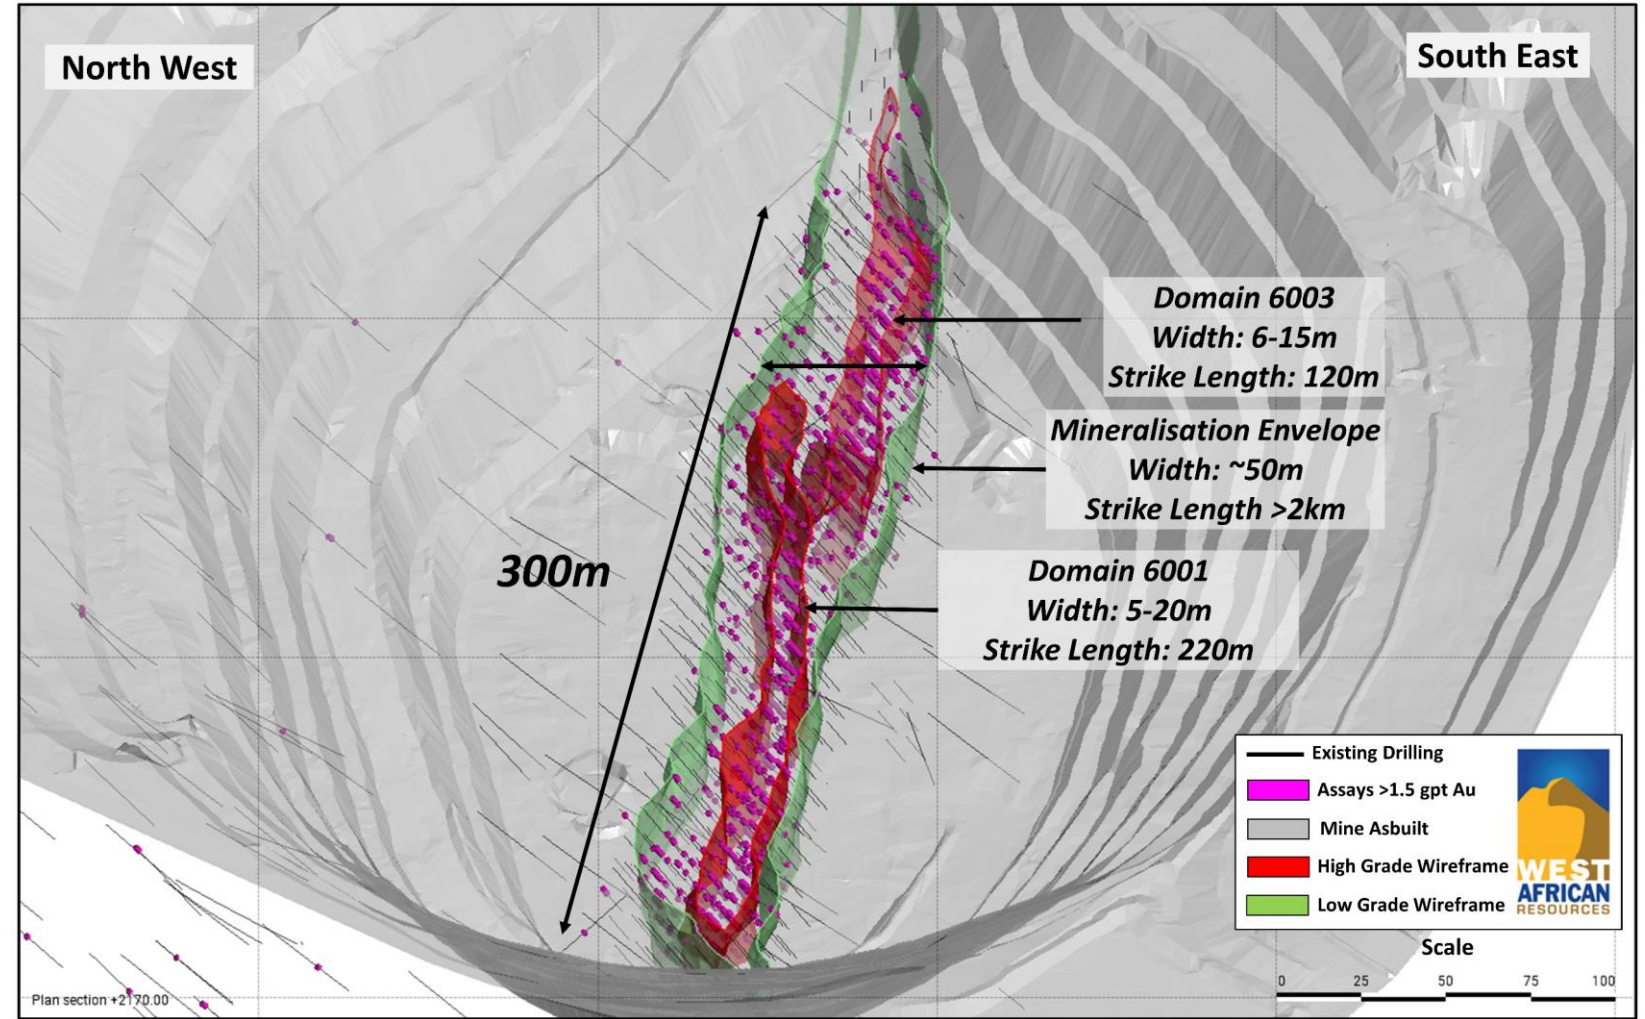 North West
South East
Domain 6003
Width: 6-15m
Strike Length: 120m
Mineralisation Envelope
Width: ~50m
Strike Length >2km
300m
Domain 6001
Width: 5-20m
Strike Length: 220m
Existing Drilling
Assays >1.5 gpt Au
Mine Asbuilt
High Grade Wireframe
Low Grade Wireframe
WEST
AFRICAN
RESOURCES
Scale
0 25 50 75 100
Plan section +2170.00